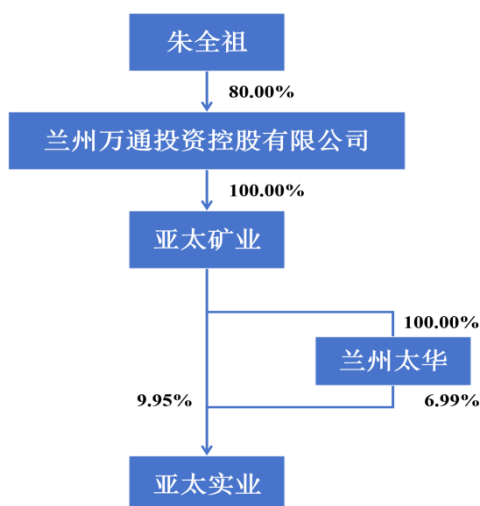 朱全祖
80.00%
兰州万通投资控股有限公司
100.00%
亚太矿业
100.00%
兰州太华
9.95%
6.99%
亚太实业